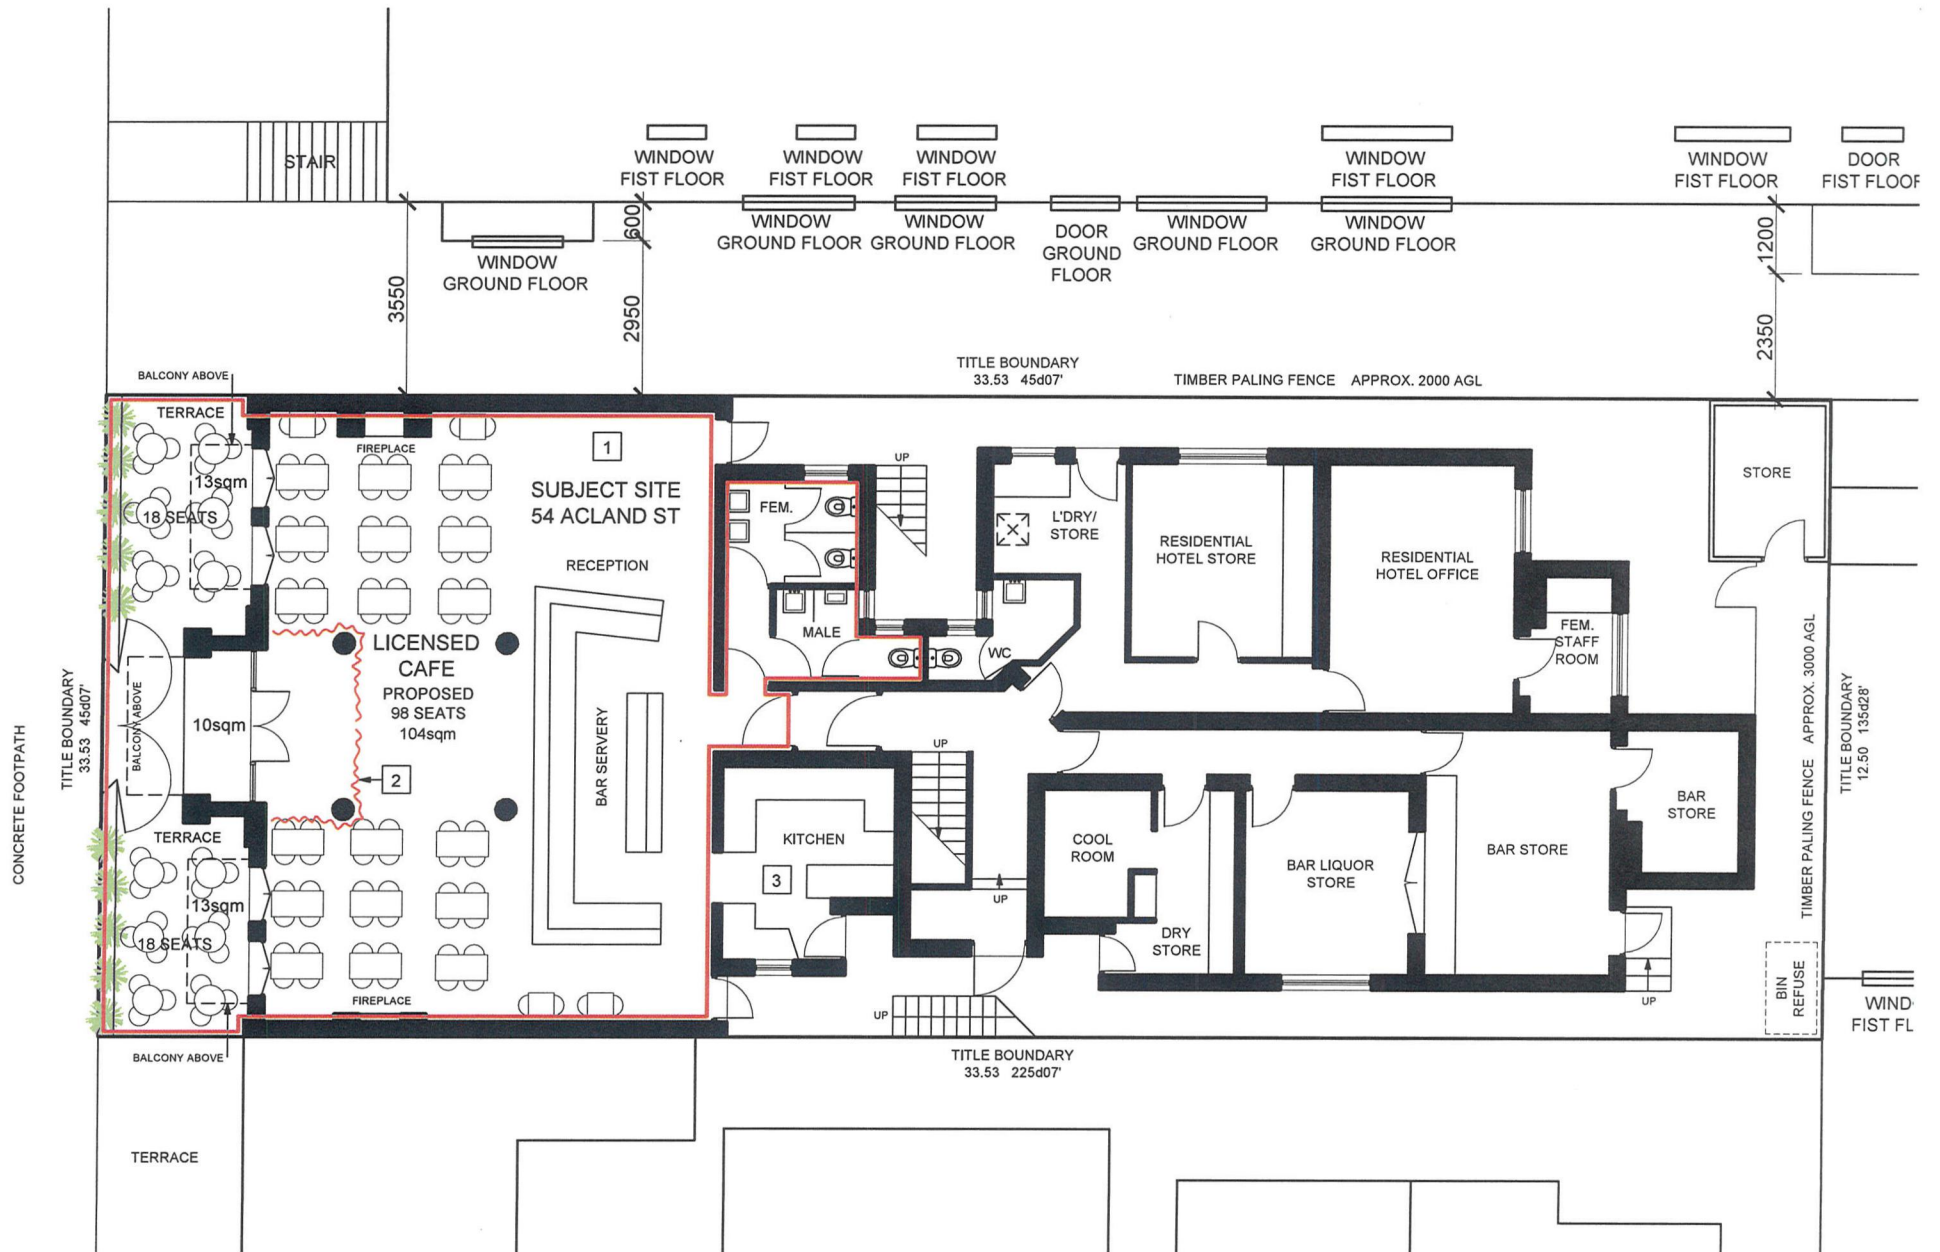 STAIR
WINDOW
FIST FLOOR
WINDOW
FIST FLOOR
WINDOW
FIST FLOOR
WINDOW
FIST FLOOR
WINDOW
FIST FLOOR
DOOR
FIST FLOOR
WINDOW
GROUND FLOOR
WINDOW
GROUND FLOOR
WINDOW
GROUND FLOOR
DOOR
GROUND
FLOOR
WINDOW
GROUND FLOOR
WINDOW
GROUND FLOOR
3550
600
2950
1200
2350
TITLE BOUNDARY
33.53 45d07'
TIMBER PALING FENCE APPROX. 2000 AGL
BALCONY ABOVE
TERRACE
13sqm
18 SEATS
FIREPLACE
1
SUBJECT SITE
54 ACLAND ST
RECEPTION
LICENSED
CAFE
PROPOSED
98 SEATS
104sqm
2
BAR SERVERY
10sqm
BALCONY ABOVE
TITLE BOUNDARY
33.53 45d07'
CONCRETE FOOTPATH
TERRACE
13sqm
18 SEATS
FIREPLACE
BALCONY ABOVE
TERRACE
FEM.
MALE
WC
UP
L'DRY/
STORE
RESIDENTIAL
HOTEL STORE
RESIDENTIAL
HOTEL OFFICE
FEM.
STAFF
ROOM
STORE
KITCHEN
3
UP
UP
UP
COOL
ROOM
DRY
STORE
BAR LIQUOR
STORE
BAR STORE
BAR
STORE
UP
BIN
REFUSE
TIMBER PALING FENCE APPROX. 3000 AGL
TITLE BOUNDARY
12.50 135d28'
WIND
FIST FL
TITLE BOUNDARY
33.53 225d07'